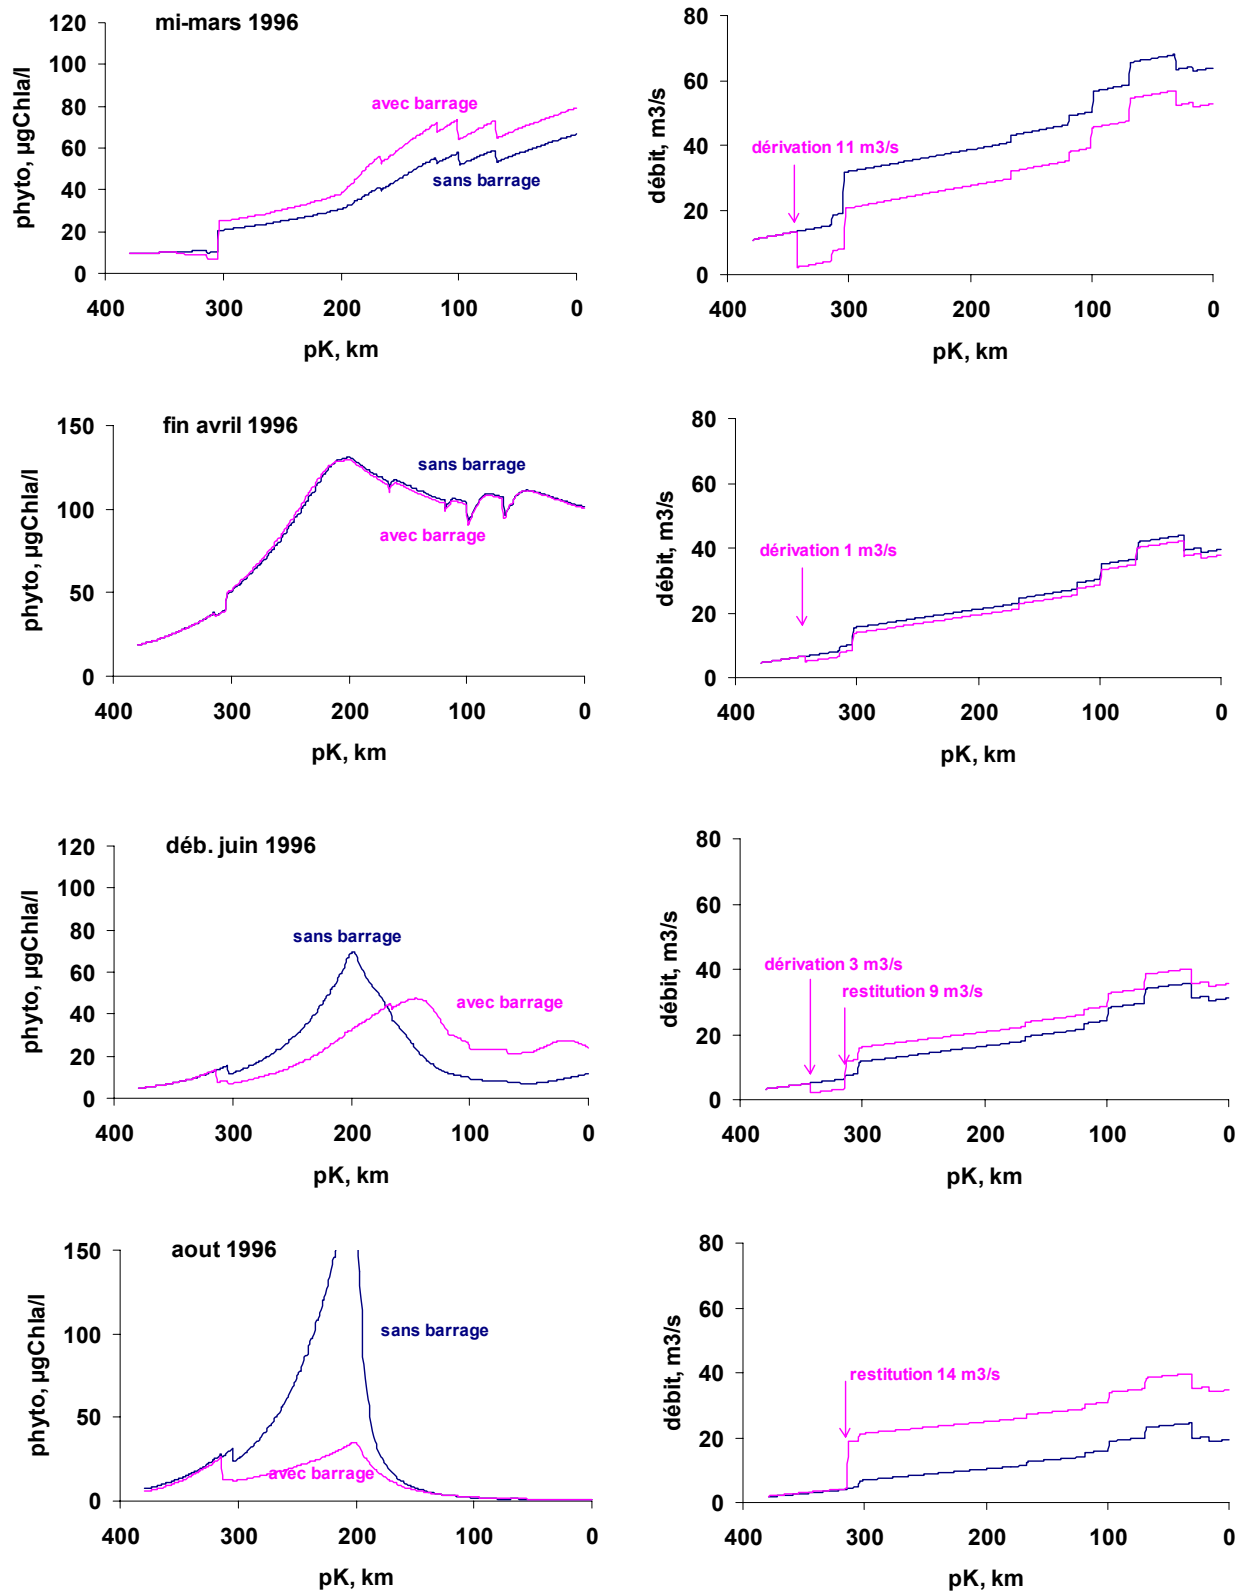 mi-mars 1996
phyto, µgChla/l
120
100
80
60
40
20
0
avec barrage
sans barrage
400
300
200
100
0
pK, km
débit, m3/s
80
60
40
20
0
dérivation 11 m3/s
400
300
200
100
0
pK, km
fin avril 1996
phyto, µgChla/l
150
100
50
0
sans barrage
avec barrage
400
300
200
100
0
pK, km
débit, m3/s
80
60
40
20
0
dérivation 1 m3/s
400
300
200
100
0
pK, km
déb. juin 1996
phyto, µgChla/l
120
100
80
60
40
20
0
sans barrage
avec barrage
400
300
200
100
0
pK, km
débit, m3/s
80
60
40
20
0
dérivation 3 m3/s
restitution 9 m3/s
400
300
200
100
0
pK, km
aout 1996
phyto, µgChla/l
150
100
50
0
sans barrage
avec barrage
400
300
200
100
0
pK, km
débit, m3/s
80
60
40
20
0
restitution 14 m3/s
400
300
200
100
0
pK, km